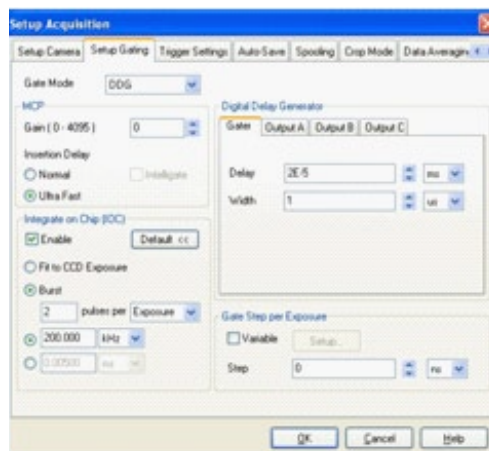 Setup Acquisition
Setup Camera Setup Gating Trigger Settings Auto-Save Spooling Crop Mode Data Averaging
Gate Mode DDG
MCP
Gain ( 0 - 4095 ) 0
Insertion Delay
Normal Intelligate
Ultra Fast
Integrate on Chip (IOC)
Enable Default <<
Fit to CCD Exposure
Burst
2 pulses per Exposure
200.000 kHz
0.00500
Digital Delay Generator
Gater Output A Output B Output C
Delay 2E-5
Width 1 us
Gate Step per Exposure
Variable Setup...
Step 0 ns
OK Cancel Help